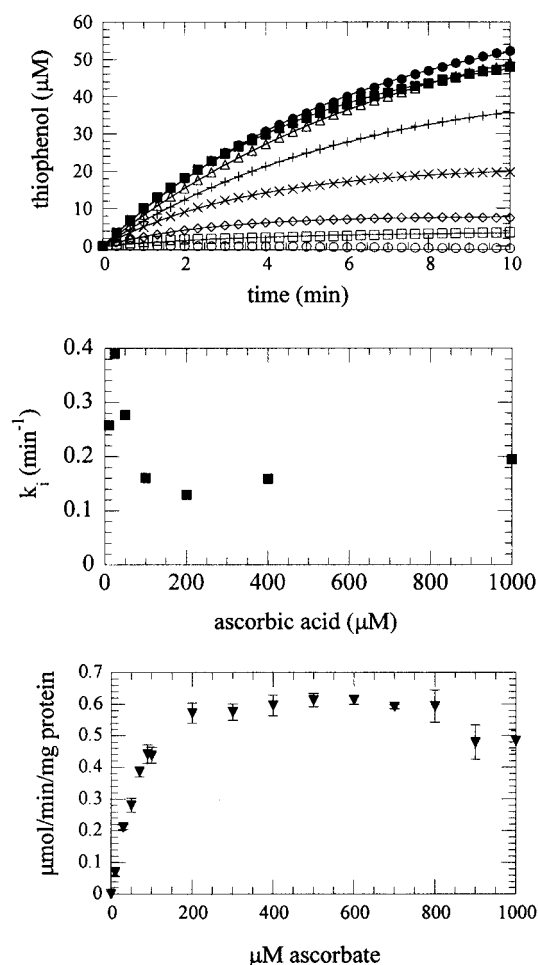 thiophenol (μM)
60
50
40
30
20
10
0
0 2 4 6 8 10
time (min)
k_i (min⁻¹)
0.4
0.3
0.2
0.1
0
0 200 400 600 800 1000
ascorbic acid (μM)
μmol/min/mg protein
0.7
0.6
0.5
0.4
0.3
0.2
0.1
0
0 200 400 600 800 1000
μM ascorbate